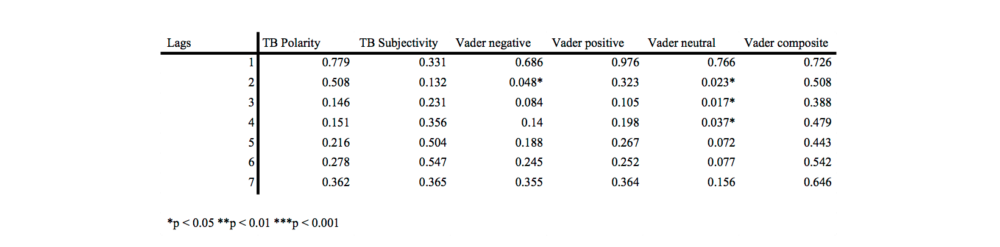 Lags TB Polarity TB Subjectivity Vader negative Vader positive Vader neutral Vader composite
1 0.779 0.331 0.686 0.976 0.766 0.726
2 0.508 0.132 0.048* 0.323 0.023* 0.508
3 0.146 0.231 0.084 0.105 0.017* 0.388
4 0.151 0.356 0.14 0.198 0.037* 0.479
5 0.216 0.504 0.188 0.267 0.072 0.443
6 0.278 0.547 0.245 0.252 0.077 0.542
7 0.362 0.365 0.355 0.364 0.156 0.646
*p < 0.05 **p < 0.01 ***p < 0.001